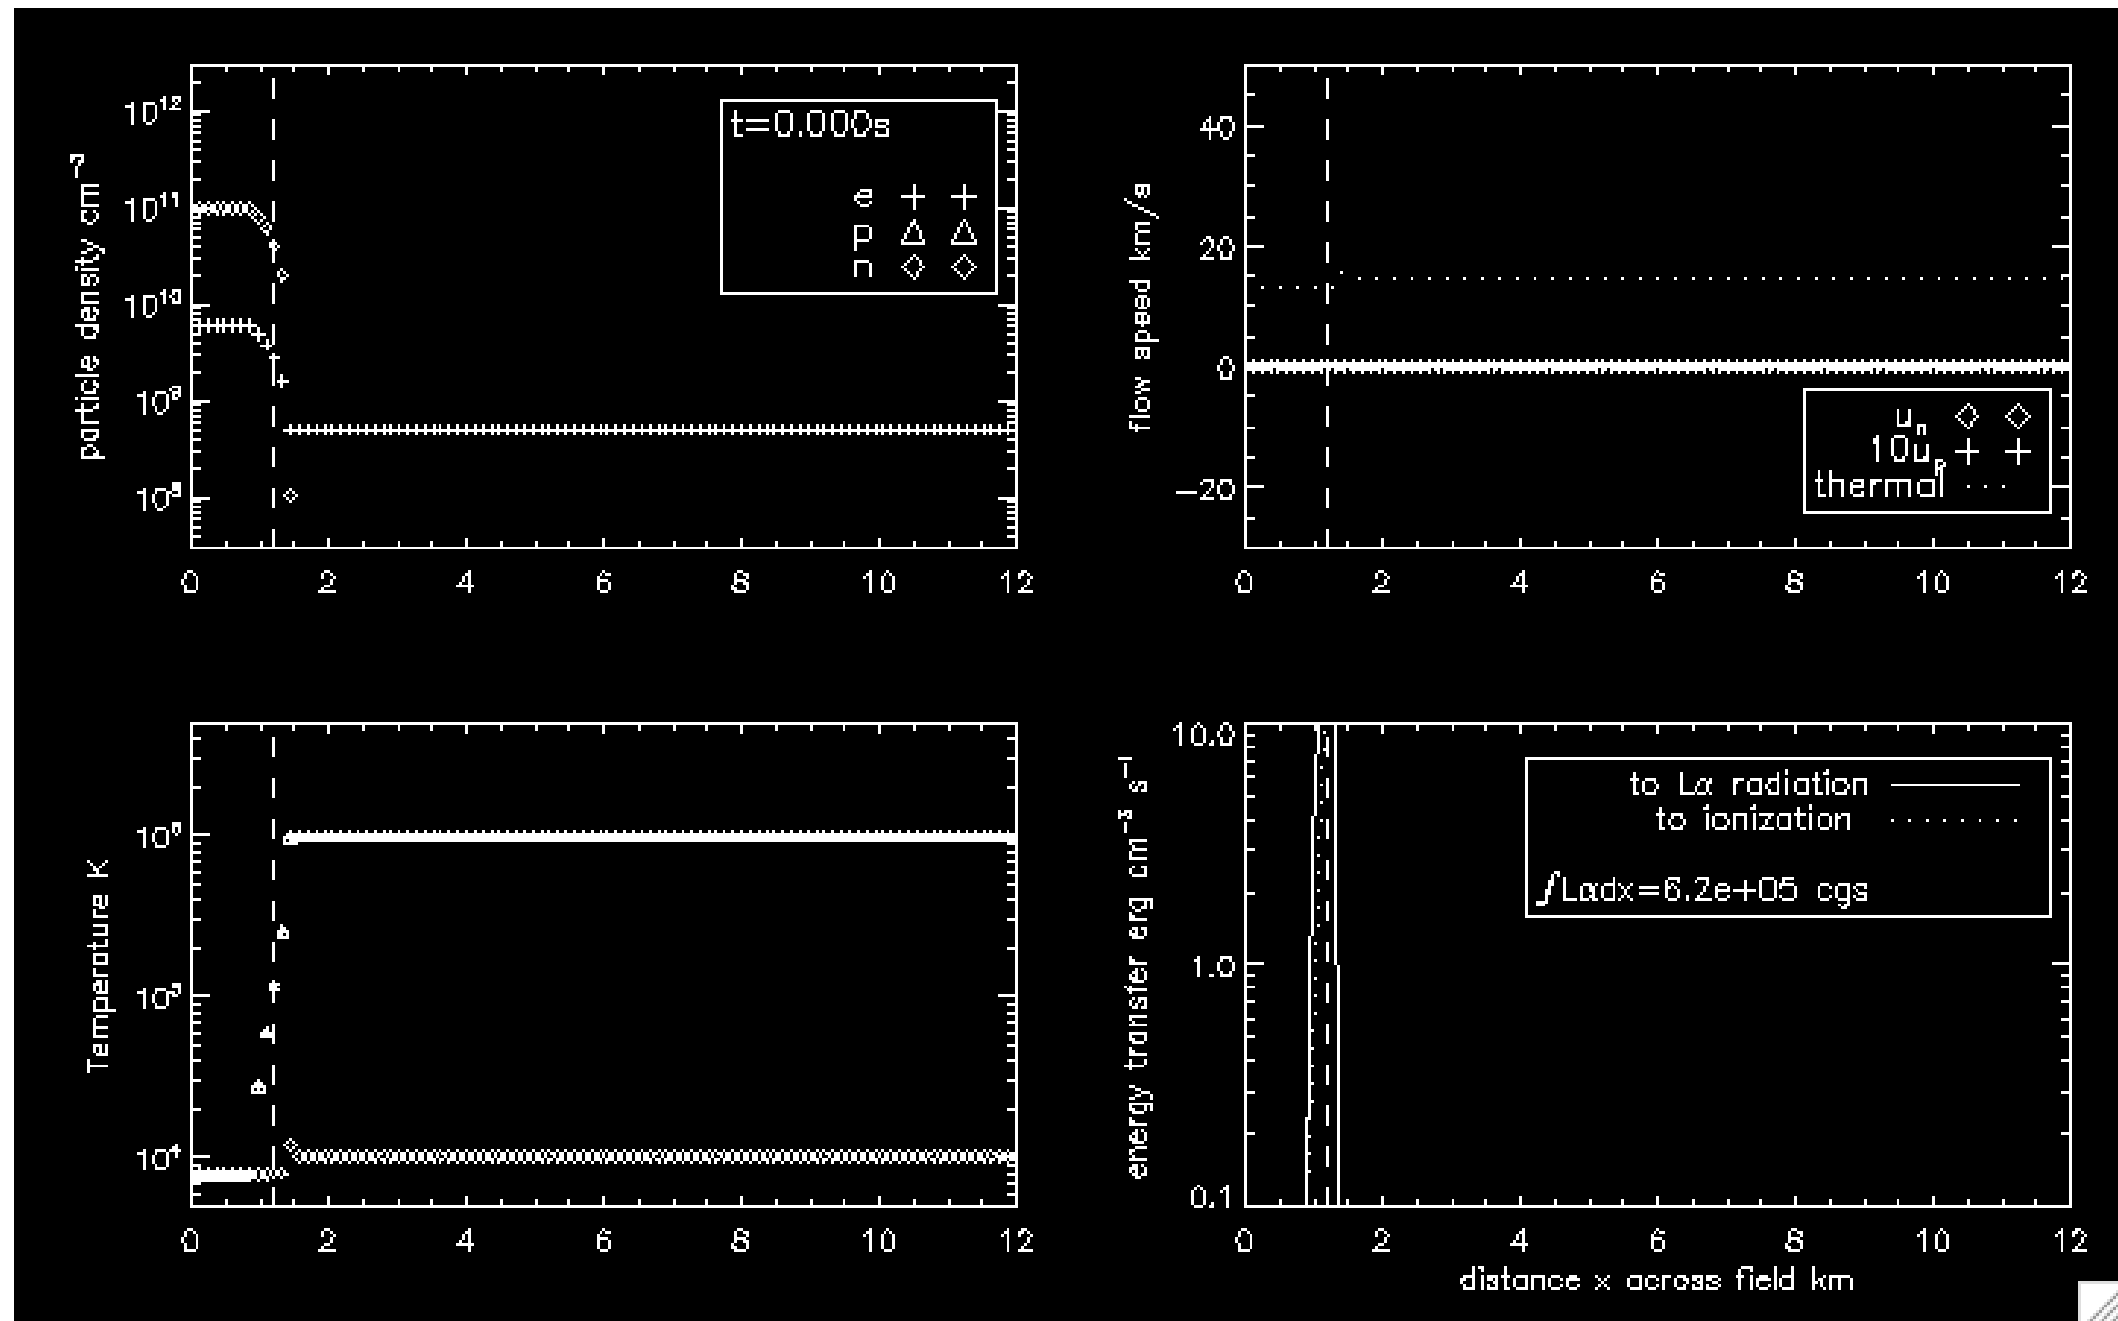 particle density cm⁻³
10¹²
10¹¹
10¹⁰
10⁹
10⁸
t=0.000s
e + +
p △ △
n ◇ ◇
0 2 4 6 8 10 12
flow speed km/s
40
20
0
−20
uₙ ◇ ◇
10uₚ + +
thermal ...
0 2 4 6 8 10 12
Temperature K
10⁶
10⁵
10⁴
0 2 4 6 8 10 12
energy transfer erg cm⁻³ s⁻¹
10.0
1.0
0.1
to Lα radiation
to ionization
∫Lαdx=6.2e+05 cgs
0 2 4 6 8 10 12
distance x across field km